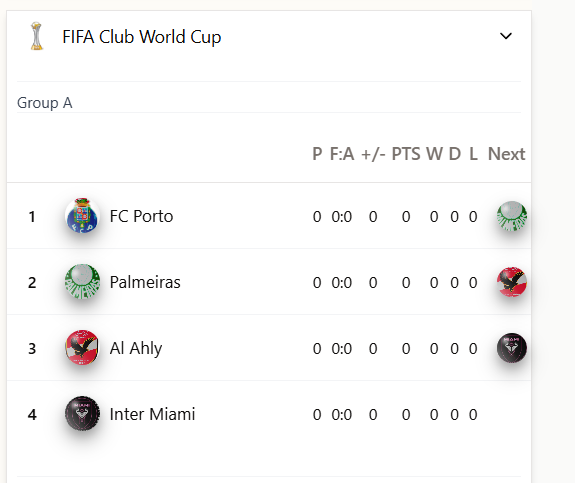 FIFA Club World Cup
Group A
P F:A +/- PTS W D L Next
1 FC Porto 0 0:0 0 0 0 0 0
2 Palmeiras 0 0:0 0 0 0 0 0
3 Al Ahly 0 0:0 0 0 0 0 0
4 Inter Miami 0 0:0 0 0 0 0 0